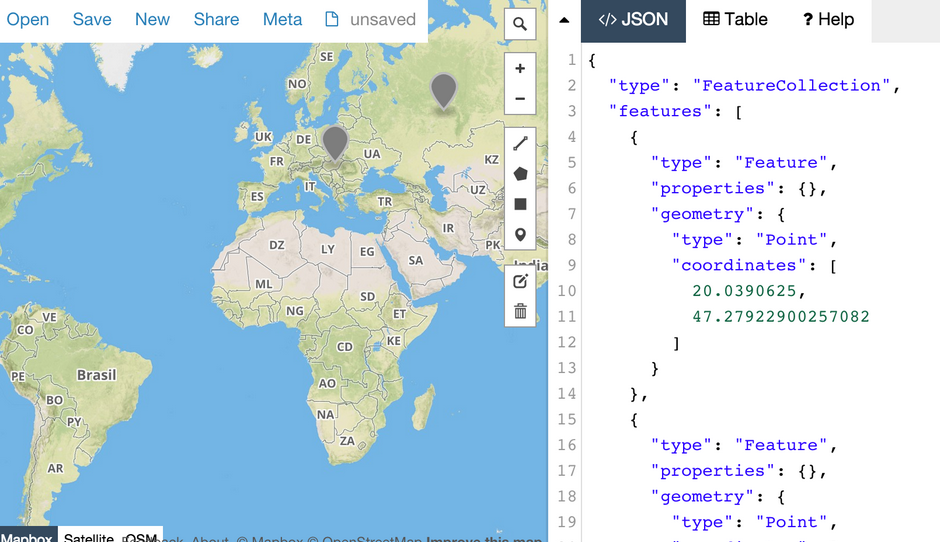 Open Save New Share Meta unsaved
</> JSON Table ? Help
SE
NO
UK
DE
FR
UA
KZ
IT
ES
TR
UZ
IR
PK
India
DZ
LY
EG
SA
ML
NG
SD
ET
CD
KE
AO
NA
ZA
VE
CO
PE
Brasil
BO
PY
AR
+
−
Mapbox Satellite OSM
About © Mapbox © OpenStreetMap Improve this map
1 {
2 "type": "FeatureCollection",
3 "features": [
4 {
5 "type": "Feature",
6 "properties": {},
7 "geometry": {
8 "type": "Point",
9 "coordinates": [
10 20.0390625,
11 47.27922900257082
12 ]
13 }
14 },
15 {
16 "type": "Feature",
17 "properties": {},
18 "geometry": {
19 "type": "Point",